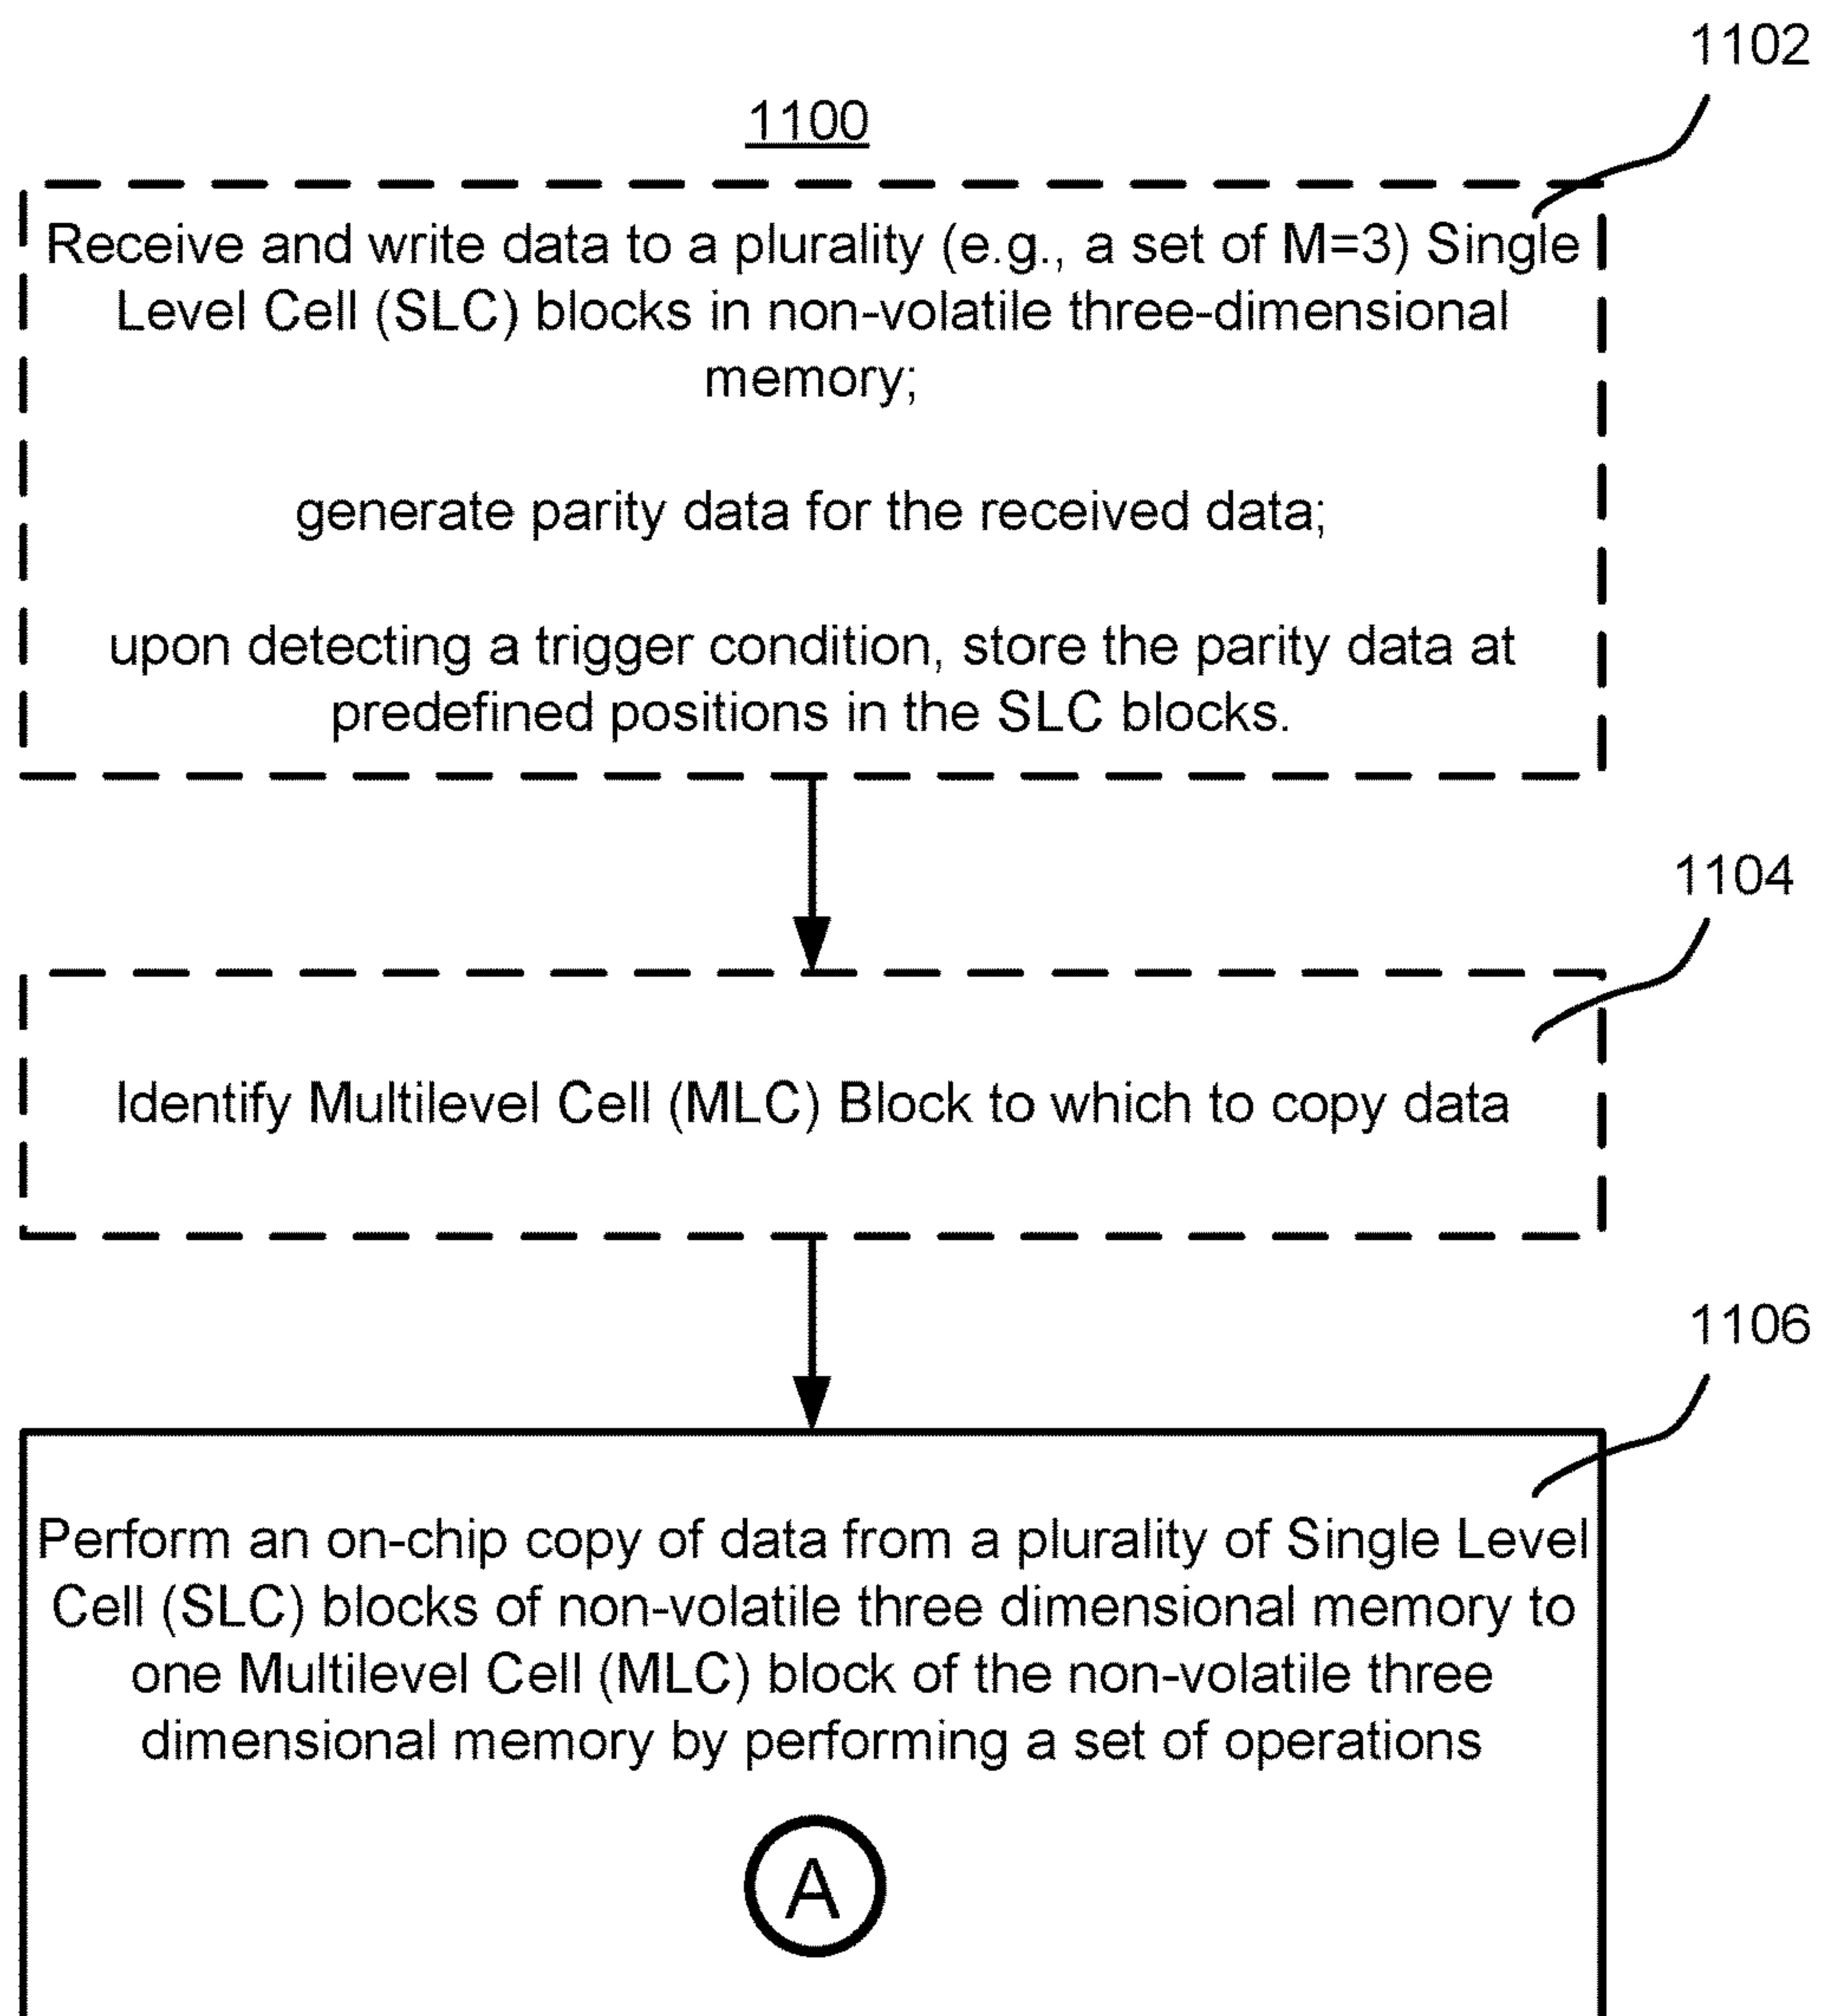 1102
1100
Receive and write data to a plurality (e.g., a set of M=3) Single
Level Cell (SLC) blocks in non-volatile three-dimensional
memory;
generate parity data for the received data;
upon detecting a trigger condition, store the parity data at
predefined positions in the SLC blocks.
1104
Identify Multilevel Cell (MLC) Block to which to copy data
1106
Perform an on-chip copy of data from a plurality of Single Level
Cell (SLC) blocks of non-volatile three dimensional memory to
one Multilevel Cell (MLC) block of the non-volatile three
dimensional memory by performing a set of operations
A